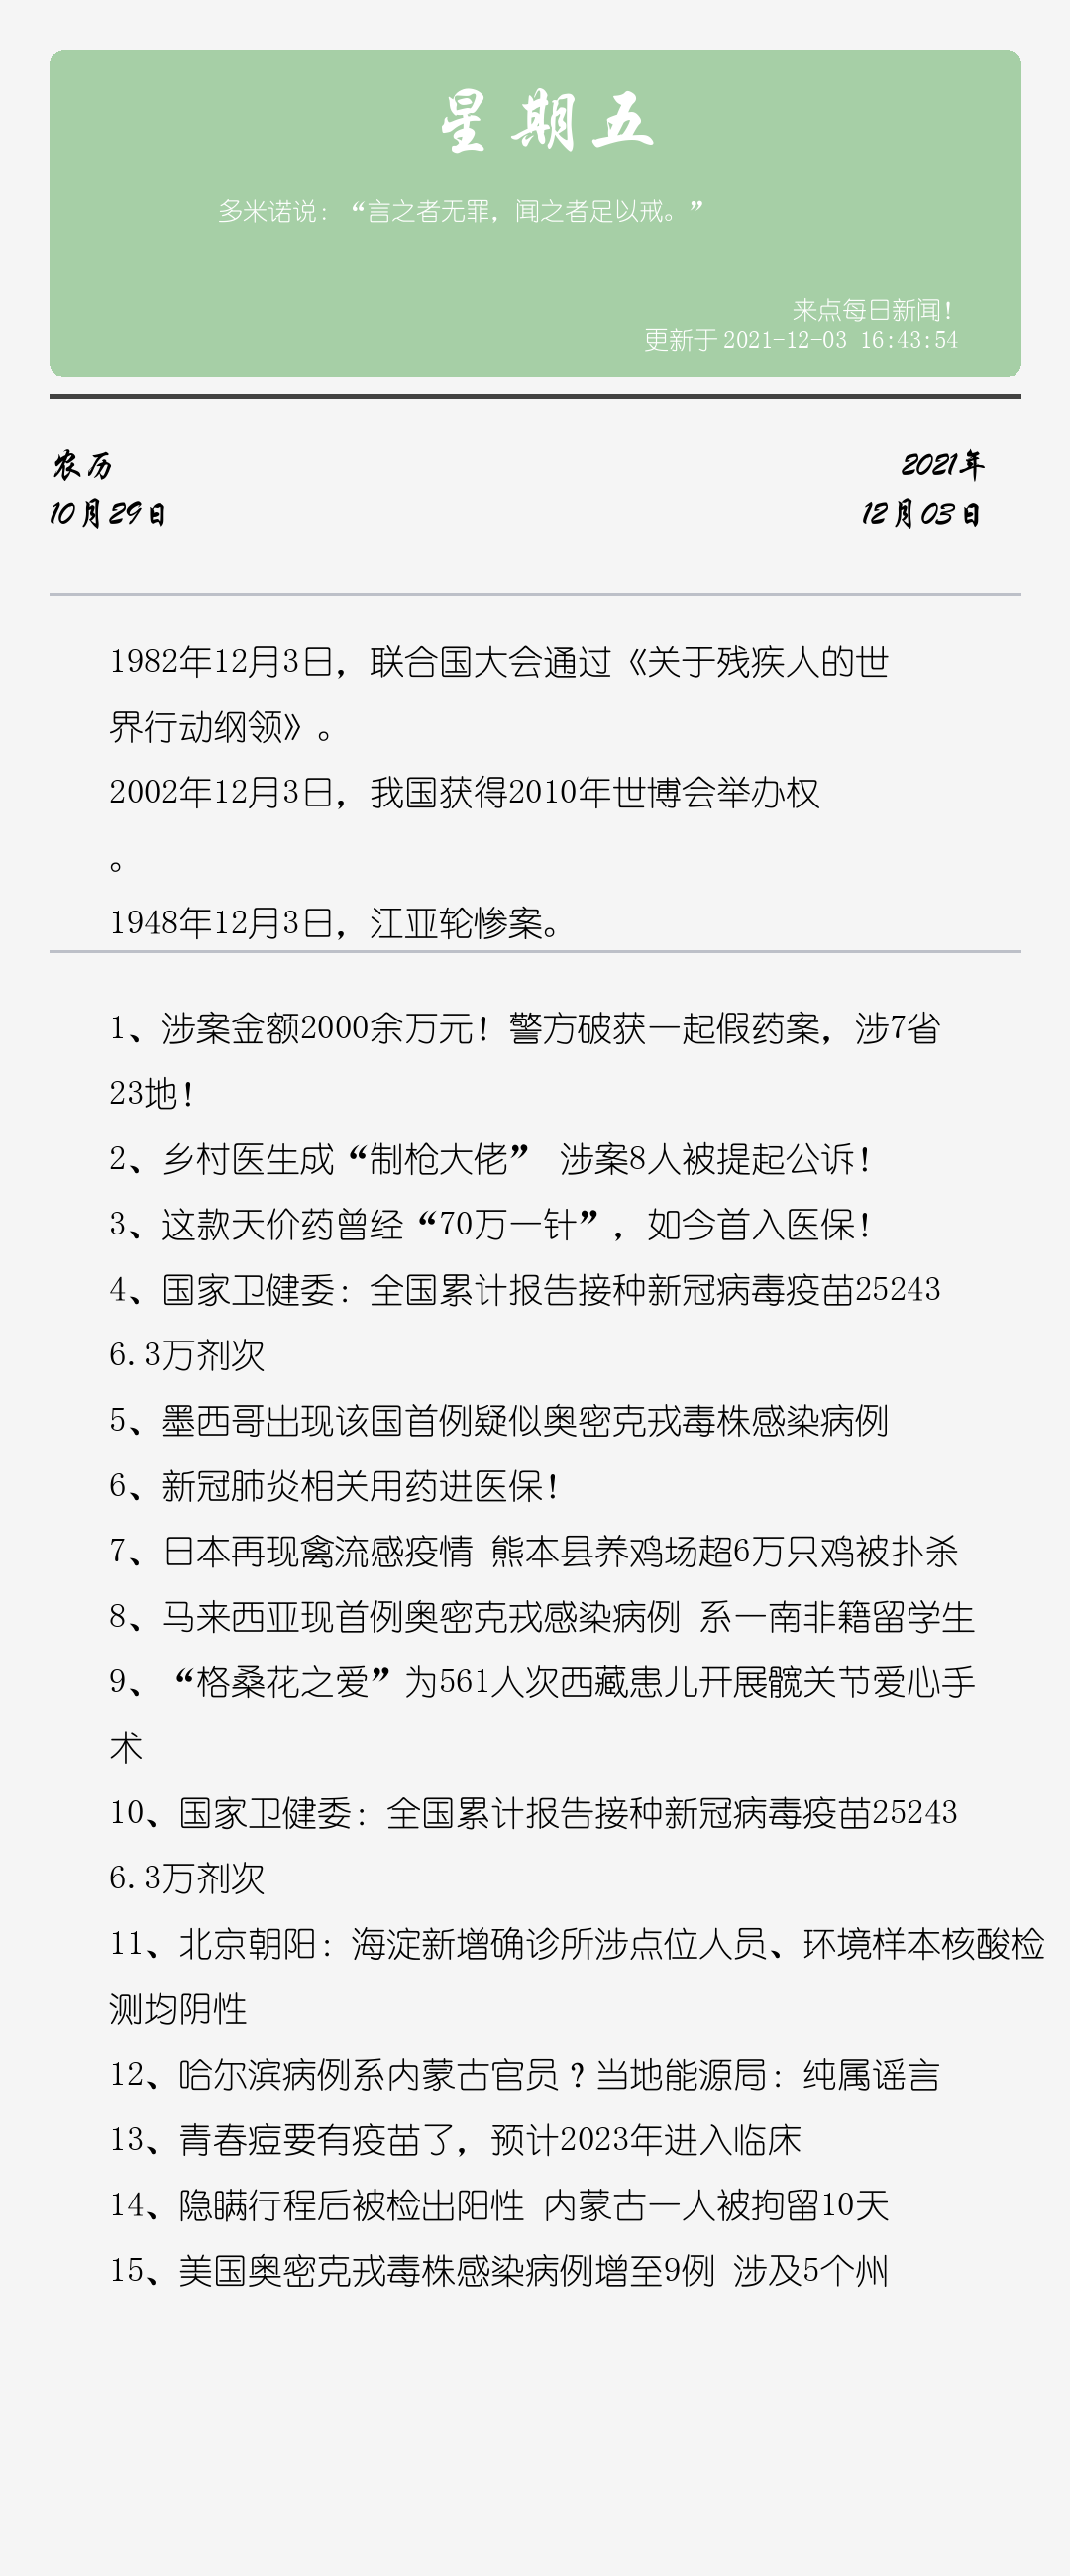 星期五
多米诺说：“言之者无罪，闻之者足以戒。”
来点每日新闻！
更新于 2021-12-03 16:43:54
农历
10月29日
2021年
12月03日
1982年12月3日，联合国大会通过《关于残疾人的世
界行动纲领》。
2002年12月3日，我国获得2010年世博会举办权
。
1948年12月3日，江亚轮惨案。
1、涉案金额2000余万元！警方破获一起假药案，涉7省
23地！
2、乡村医生成“制枪大佬” 涉案8人被提起公诉！
3、这款天价药曾经“70万一针”，如今首入医保！
4、国家卫健委：全国累计报告接种新冠病毒疫苗25243
6.3万剂次
5、墨西哥出现该国首例疑似奥密克戎毒株感染病例
6、新冠肺炎相关用药进医保！
7、日本再现禽流感疫情 熊本县养鸡场超6万只鸡被扑杀
8、马来西亚现首例奥密克戎感染病例 系一南非籍留学生
9、“格桑花之爱”为561人次西藏患儿开展髋关节爱心手
术
10、国家卫健委：全国累计报告接种新冠病毒疫苗25243
6.3万剂次
11、北京朝阳：海淀新增确诊所涉点位人员、环境样本核酸检
测均阴性
12、哈尔滨病例系内蒙古官员？当地能源局：纯属谣言
13、青春痘要有疫苗了，预计2023年进入临床
14、隐瞒行程后被检出阳性 内蒙古一人被拘留10天
15、美国奥密克戎毒株感染病例增至9例 涉及5个州